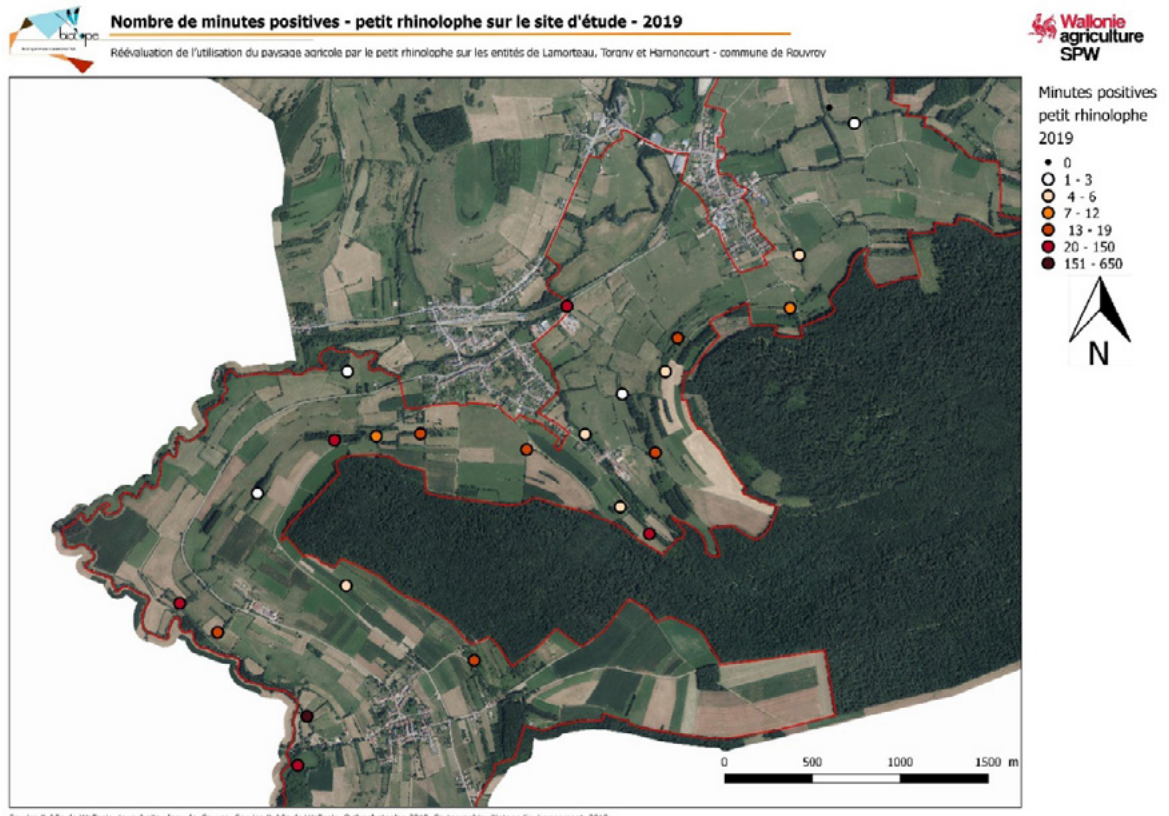 Nombre de minutes positives - petit rhinolophe sur le site d'étude - 2019
biotope
Réévaluation de l'utilisation du paysage agricole par le petit rhinolophe sur les entités de Lamorteau, Torgny et Harnoncourt - commune de Rouvroy
Wallonie
agriculture
SPW
Minutes positives
petit rhinolophe
2019
0
1 - 3
4 - 6
7 - 12
13 - 19
20 - 150
151 - 650
N
0 500 1000 1500 m